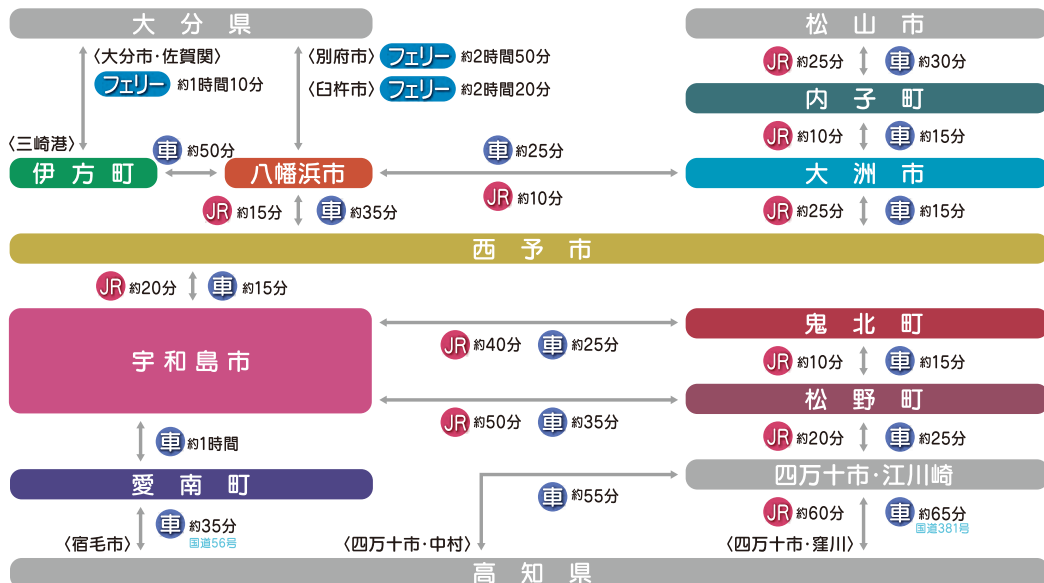 大分県
松山市
〈大分市・佐賀関〉
フェリー 約1時間10分
〈別府市〉 フェリー 約2時間50分
〈臼杵市〉 フェリー 約2時間20分
JR 約25分 車 約30分
内子町
JR 約10分 車 約15分
〈三崎港〉
車 約50分
車 約25分
伊方町
八幡浜市
大洲市
JR 約10分
JR 約15分 車 約35分
JR 約25分 車 約15分
西予市
JR 約20分 車 約15分
宇和島市
鬼北町
JR 約40分 車 約25分
JR 約10分 車 約15分
松野町
JR 約50分 車 約35分
JR 約20分 車 約25分
車 約1時間
四万十市・江川崎
愛南町
車 約55分
車 約35分
国道56号
JR 約60分 車 約65分
国道381号
〈宿毛市〉
〈四万十市・中村〉
〈四万十市・窪川〉
高知県